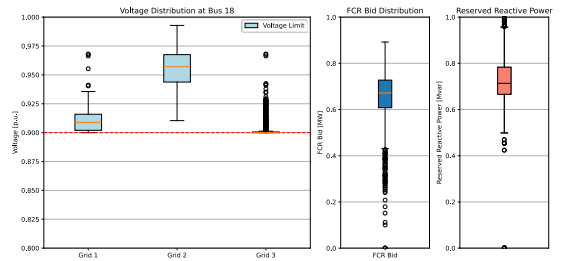 Voltage Distribution at Bus 18
Voltage [p.u.]
1.000
0.975
0.950
0.925
0.900
0.875
0.850
0.825
0.800
Voltage Limit
Grid 1
Grid 2
Grid 3
FCR Bid Distribution
FCR Bid [MW]
1.0
0.8
0.6
0.4
0.2
0.0
FCR Bid
Reserved Reactive Power
Reserved Reactive Power [Mvar]
1.0
0.8
0.6
0.4
0.2
0.0